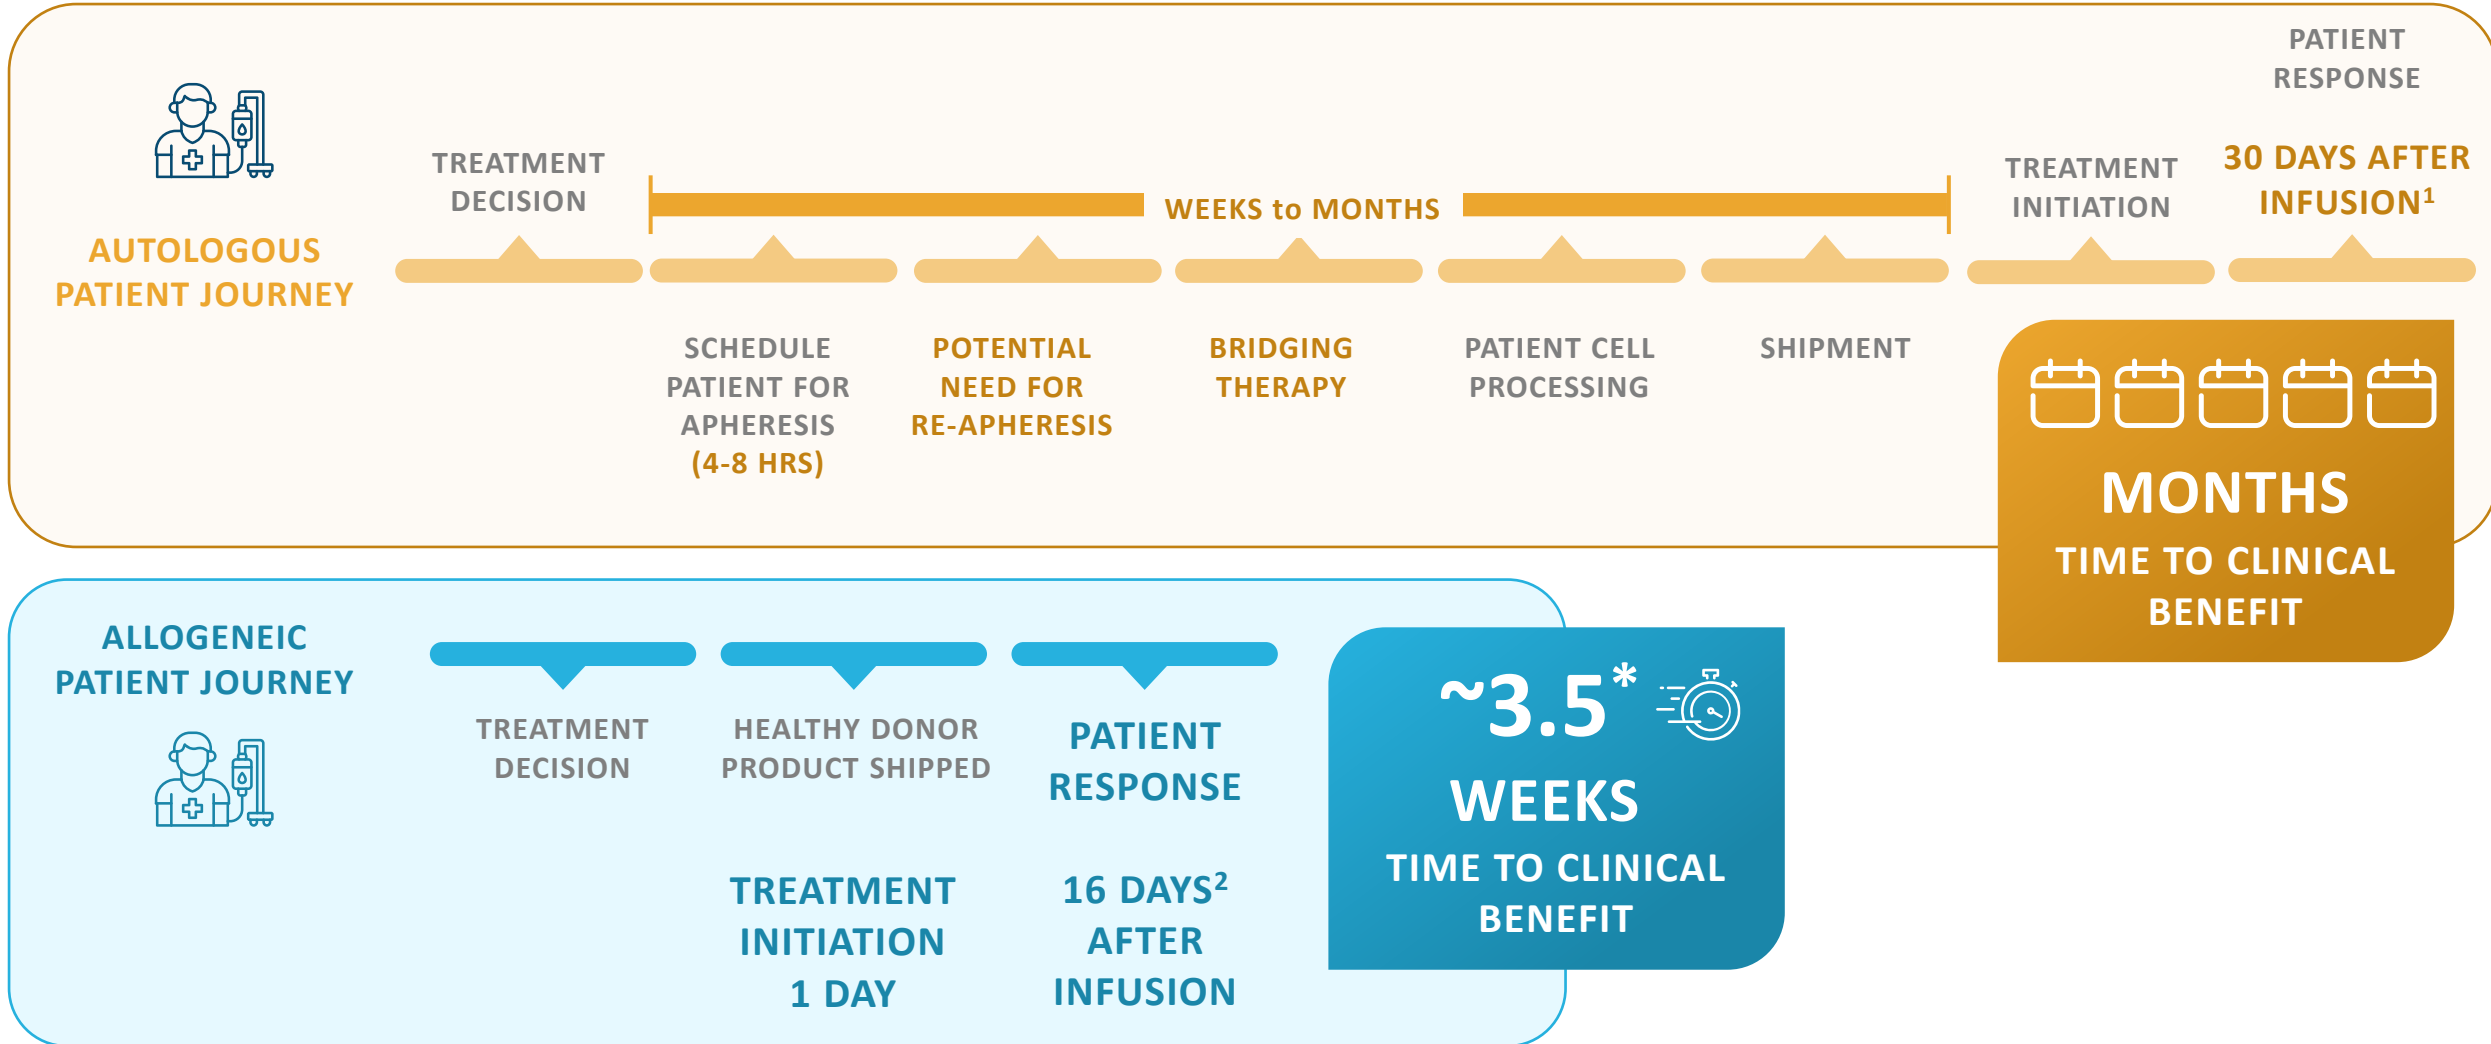 AUTOLOGOUS
PATIENT JOURNEY
TREATMENT
DECISION
WEEKS to MONTHS
SCHEDULE
PATIENT FOR
APHERESIS
(4-8 HRS)
POTENTIAL
NEED FOR
RE-APHERESIS
BRIDGING
THERAPY
PATIENT CELL
PROCESSING
SHIPMENT
TREATMENT
INITIATION
PATIENT
RESPONSE
30 DAYS AFTER
INFUSION¹
MONTHS
TIME TO CLINICAL
BENEFIT
ALLOGENEIC
PATIENT JOURNEY
TREATMENT
DECISION
HEALTHY DONOR
PRODUCT SHIPPED
TREATMENT
INITIATION
1 DAY
PATIENT
RESPONSE
16 DAYS²
AFTER
INFUSION
~3.5*
WEEKS
TIME TO CLINICAL
BENEFIT